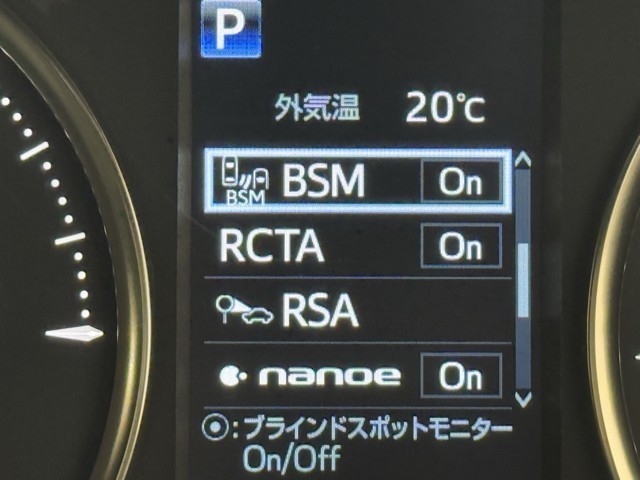 P
外気温 20℃
BSM BSM On
RCTA On
RSA
nanoe On
:ブラインドスポットモニター
On/Off